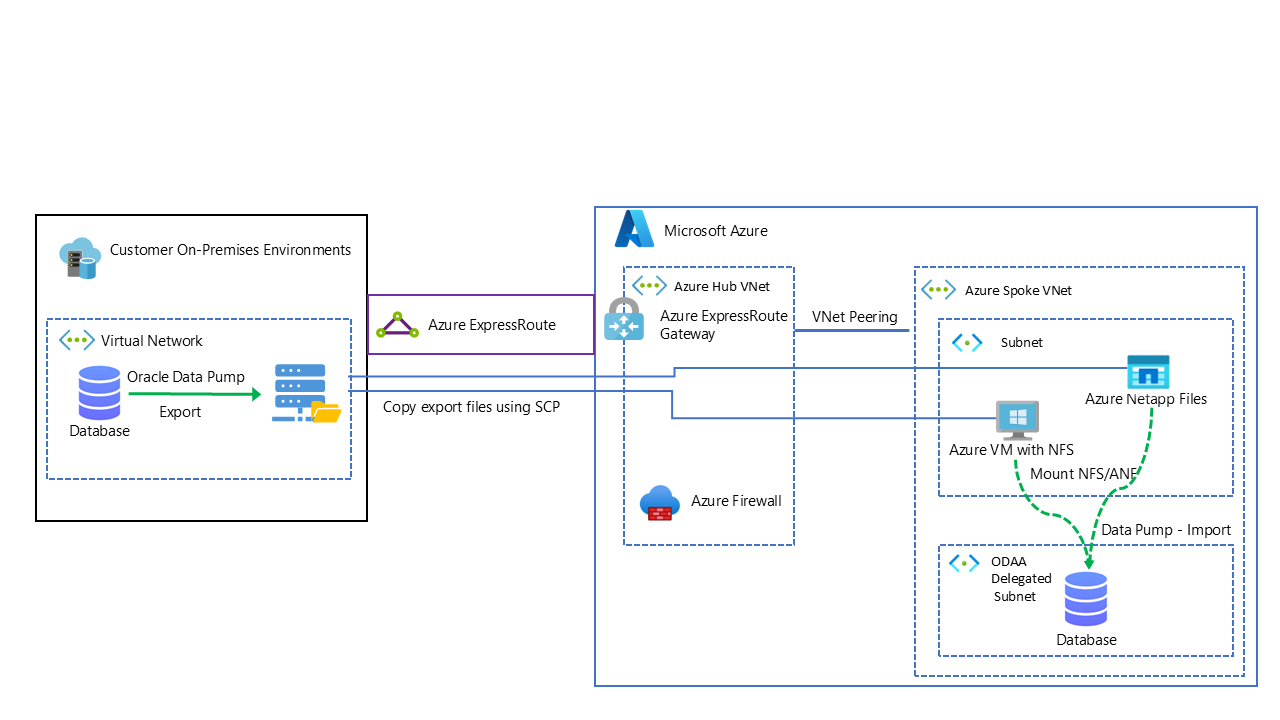 Customer On-Premises Environments
Virtual Network
Oracle Data Pump
Export
Database
Azure ExpressRoute
Copy export files using SCP
Microsoft Azure
Azure Hub VNet
Azure ExpressRoute
Gateway
Azure Firewall
VNet Peering
Azure Spoke VNet
Subnet
Azure Netapp Files
Azure VM with NFS
Mount NFS/ANF
Data Pump - Import
ODAA
Delegated
Subnet
Database